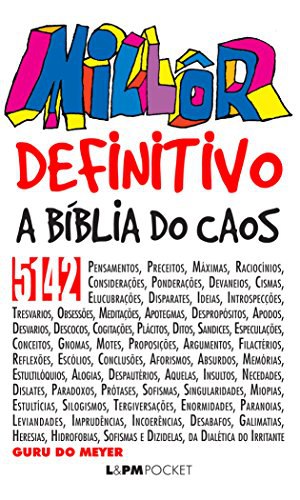 MILLÔR
DEFINITIVO
A BÍBLIA DO CAOS
5142 PENSAMENTOS, PRECEITOS, MÁXIMAS, RACIOCÍNIOS,
CONSIDERAÇÕES, PONDERAÇÕES, DEVANEIOS, CISMAS,
ELUCUBRAÇÕES, DISPARATES, IDEIAS, INTROSPECÇÕES,
TRESVARIOS, OBSESSÕES, MEDITAÇÕES, APOTEGMAS, DESPROPÓSITOS, APODOS,
DESVARIOS, DESCOCOS, COGITAÇÕES, PLÁCITOS, DITOS, SANDICES, ESPECULAÇÕES,
CONCEITOS, GNOMAS, MOTES, PROPOSIÇÕES, ARGUMENTOS, FILACTÉRIOS,
REFLEXÕES, ESCÓLIOS, CONCLUSÕES, AFORISMOS, ABSURDOS, MEMÓRIAS,
ESTULTILÓQUIOS, ALOGIAS, DESPAUTÉRIOS, AQUELAS, INSULTOS, NECEDADES,
DISLATES, PARADOXOS, PRÓTASES, SOFISMAS, SINGULARIDADES, MIOPIAS,
ESTULTÍCIAS, SILOGISMOS, TERGIVERSAÇÕES, ENORMIDADES, PARANOIAS,
LEVIANDADES, IMPRUDÊNCIAS, INCOERÊNCIAS, DESABAFOS, GALIMATIAS,
HERESIAS, HIDROFOBIAS, SOFISMAS E DIZIDELAS, DA DIALÉTICA DO IRRITANTE
GURU DO MEYER
L&PMPOCKET